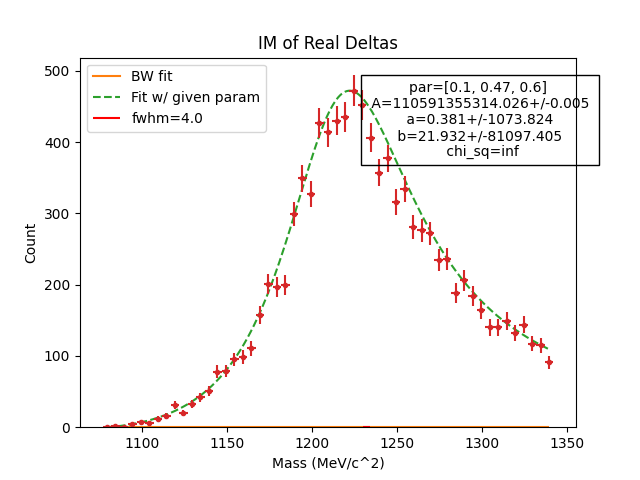 IM of Real Deltas
BW fit
Fit w/ given param
fwhm=4.0
par=[0.1, 0.47, 0.6]
A=110591355314.026+/-0.005
a=0.381+/-1073.824
b=21.932+/-81097.405
chi_sq=inf
Count
500
400
300
200
100
0
1100
1150
1200
1250
1300
1350
Mass (MeV/c^2)